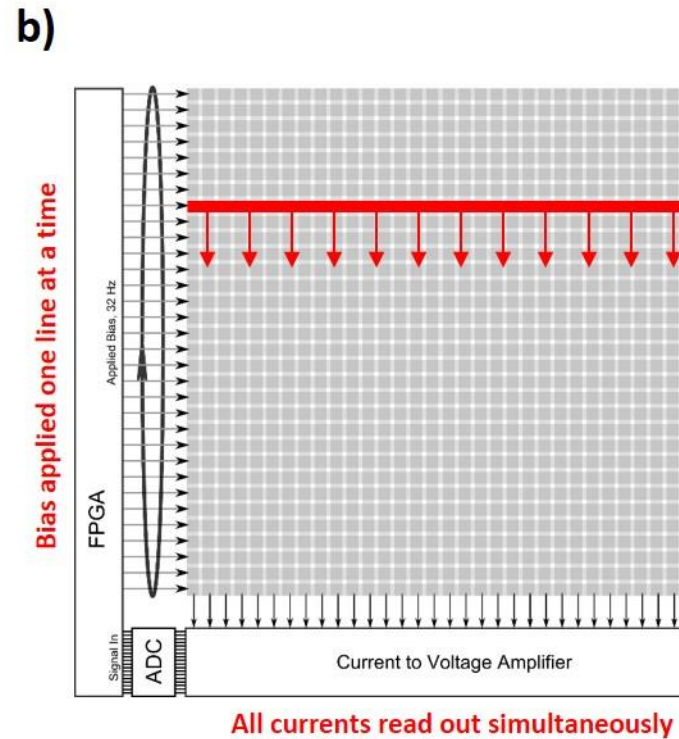 b)
Bias applied one line at a time
FPGA
Applied Bias, 32 Hz
Signal In
ADC
Current to Voltage Amplifier
All currents read out simultaneously